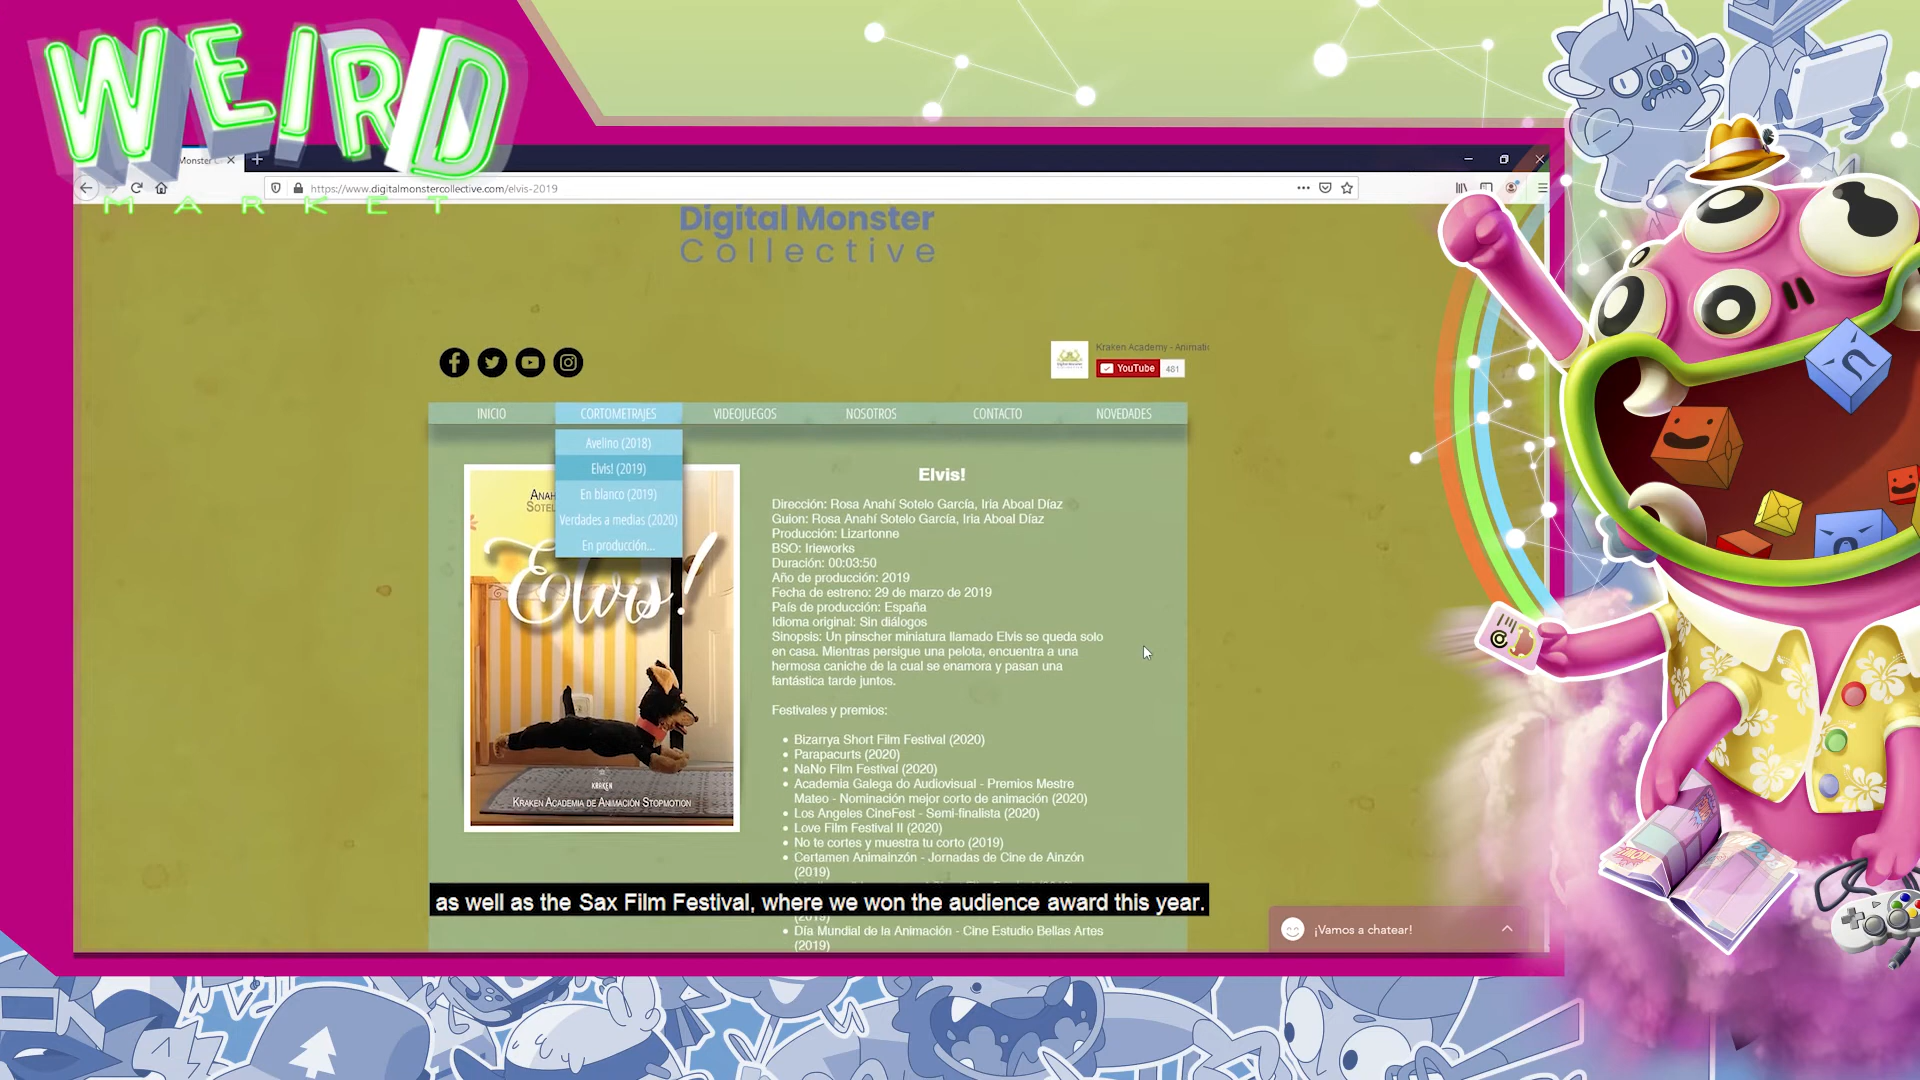 WEIRD
MARKET
Monster C
https://www.digitalmonstercollective.com/elvis-2019
Digital Monster
Collective
Kraken Academy - Animatic
YouTube 481
INICIO CORTOMETRAJES VIDEOJUEGOS NOSOTROS CONTACTO NOVEDADES
Avelino (2018)
Elvis! (2019)
En blanco (2019)
Verdades a medias (2020)
En producción...
ANAH
SOTEL
Elvis!
KRAKEN
KRAKEN ACADEMIA DE ANIMACIÓN STOPMOTION
Elvis!
Dirección: Rosa Anahí Sotelo García, Iria Aboal Díaz
Guion: Rosa Anahí Sotelo García, Iria Aboal Díaz
Producción: Lizartonne
BSO: Irieworks
Duración: 00:03:50
Año de producción: 2019
Fecha de estreno: 29 de marzo de 2019
País de producción: España
Idioma original: Sin diálogos
Sinopsis: Un pinscher miniatura llamado Elvis se queda solo
en casa. Mientras persigue una pelota, encuentra a una
hermosa caniche de la cual se enamora y pasan una
fantástica tarde juntos.
Festivales y premios:
Bizarrya Short Film Festival (2020)
Parapacurts (2020)
NaNo Film Festival (2020)
Academia Galega do Audiovisual - Premios Mestre
Mateo - Nominación mejor corto de animación (2020)
Los Angeles CineFest - Semi-finalista (2020)
Love Film Festival II (2020)
No te cortes y muestra tu corto (2019)
Certamen Animainzón - Jornadas de Cine de Ainzón
(2019)
as well as the Sax Film Festival, where we won the audience award this year.
(2019)
Día Mundial de la Animación - Cine Estudio Bellas Artes
(2019)
¡Vamos a chatear!
@